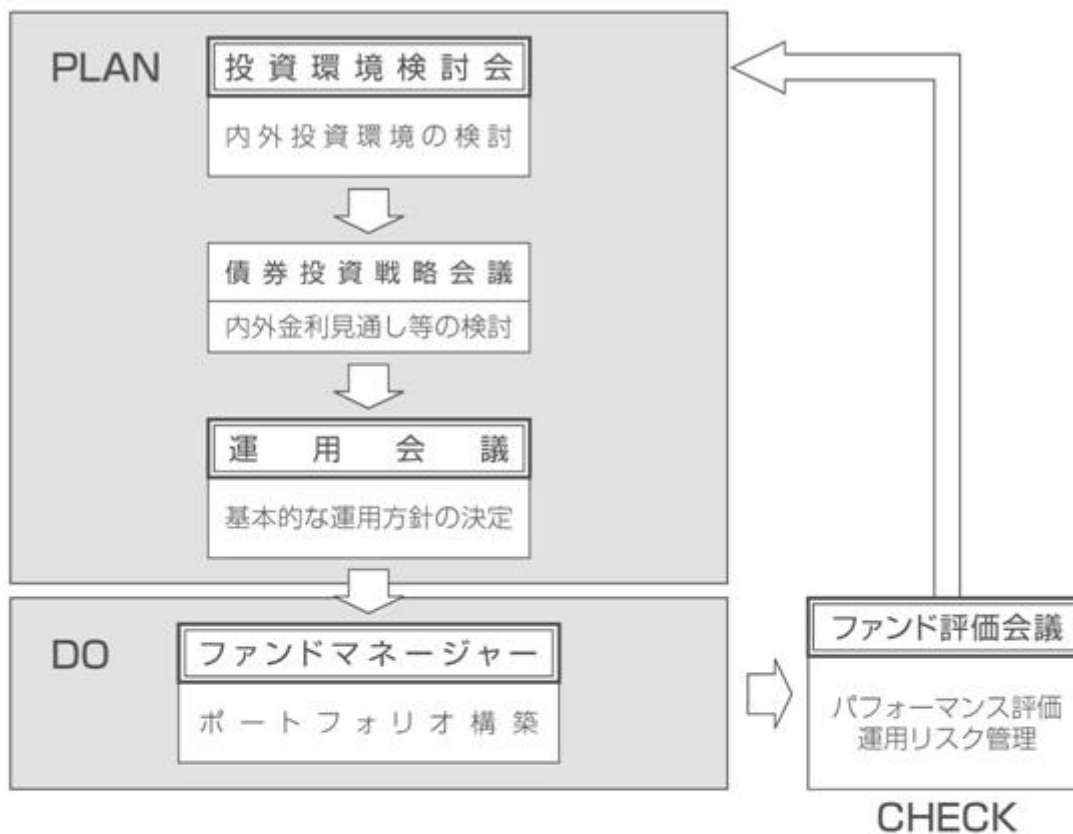 PLAN
投資環境検討会
内外投資環境の検討
債券投資戦略会議
内外金利見通し等の検討
運用会議
基本的な運用方針の決定
DO
ファンドマネージャー
ポートフォリオ構築
ファンド評価会議
パフォーマンス評価
運用リスク管理
CHECK